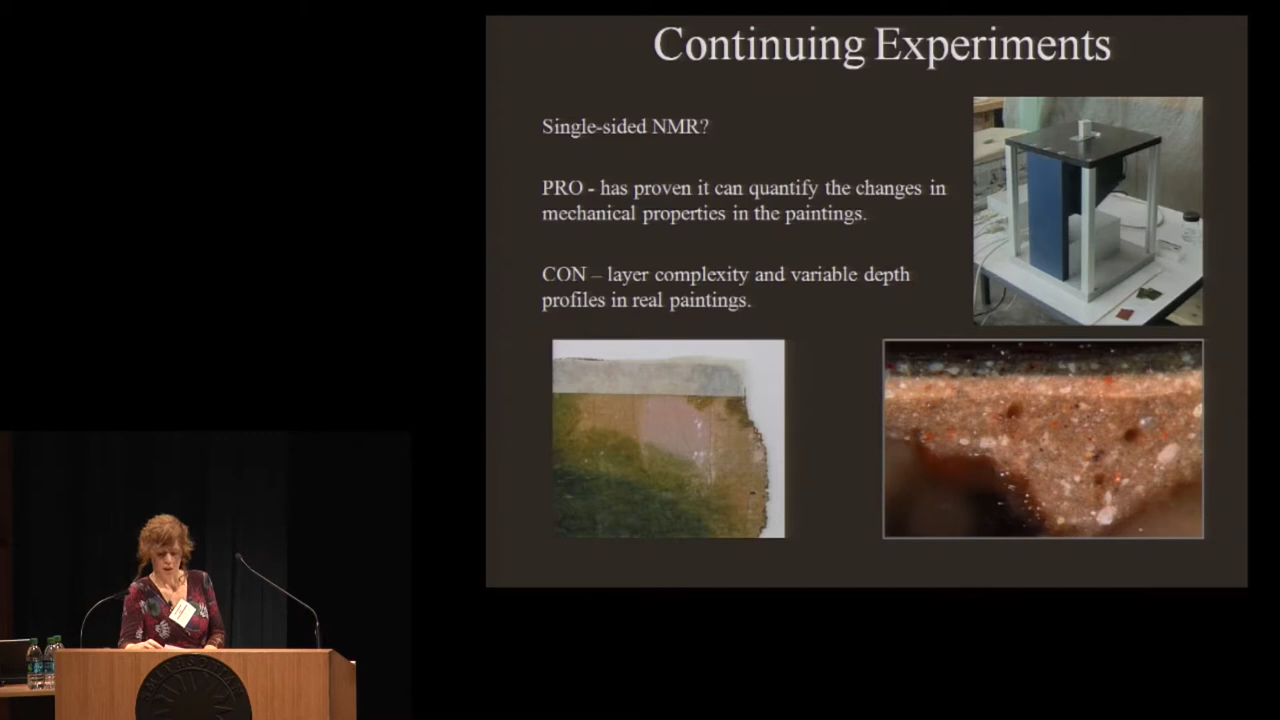 Continuing Experiments
Single-sided NMR?
PRO - has proven it can quantify the changes in
mechanical properties in the paintings.
CON – layer complexity and variable depth
profiles in real paintings.
SMITHSONIAN